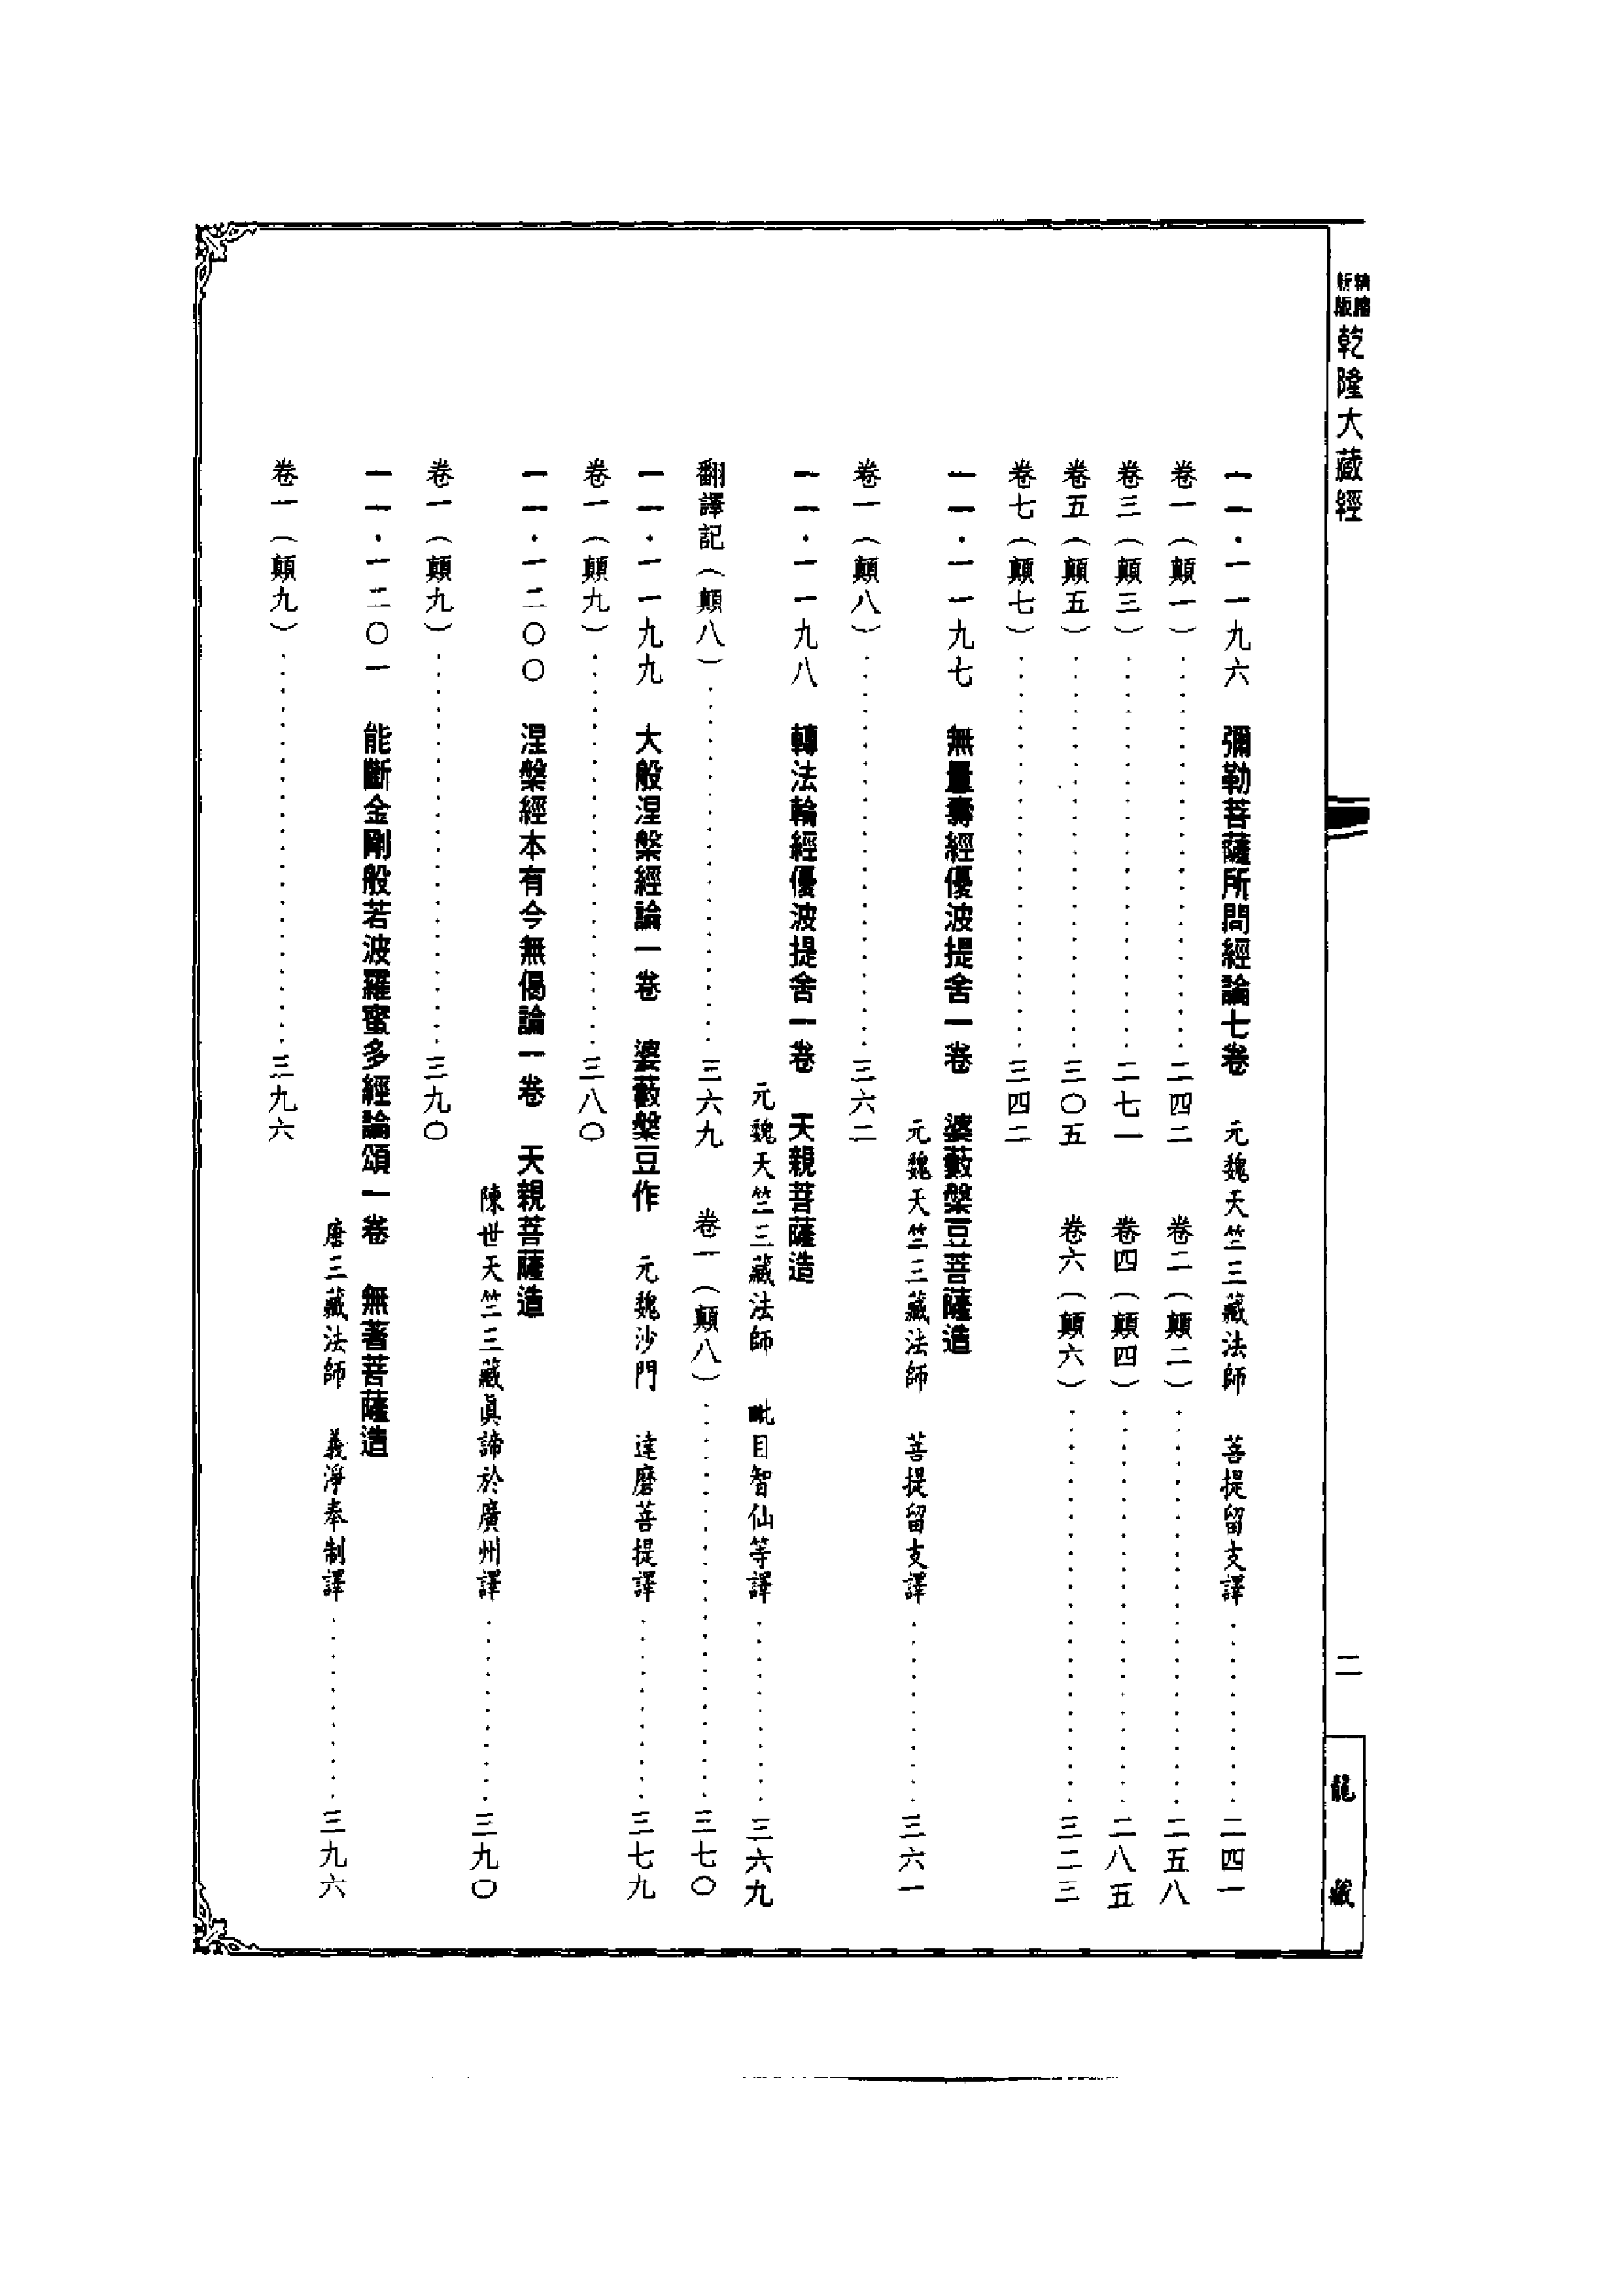 新版
精縮
乾隆大藏經
二
龍藏
一一．一一九六　彌勒菩薩所問經論七卷　元魏天竺三藏法師　菩提留支譯…………二四一
卷一（顛一）…………二四二　卷二（顛二）…………二五八
卷三（顛三）…………二七一　卷四（顛四）…………二八五
卷五（顛五）…………三〇五　卷六（顛六）…………三二三
卷七（顛七）…………三四二
一一．一一九七　無量壽經優波提舍一卷　婆藪槃豆菩薩造
元魏天竺三藏法師　菩提留支譯…………三六一
卷一（顛八）…………三六二
一一．一一九八　轉法輪經優波提舍一卷　天親菩薩造
元魏天竺三藏法師　毗目智仙等譯…………三六九
翻譯記（顛八）…………三六九　卷一（顛八）…………三七〇
一一．一一九九　大般涅槃經論一卷　婆藪槃豆作　元魏沙門　達磨菩提譯…………三七九
卷一（顛九）…………三八〇
一一．一二〇〇　涅槃經本有今無偈論一卷　天親菩薩造
陳世天竺三藏眞諦於廣州譯…………三九〇
卷一（顛九）…………三九〇
一一．一二〇一　能斷金剛般若波羅蜜多經論頌一卷　無著菩薩造
唐三藏法師　義淨奉制譯…………三九六
卷一（顛九）…………三九六